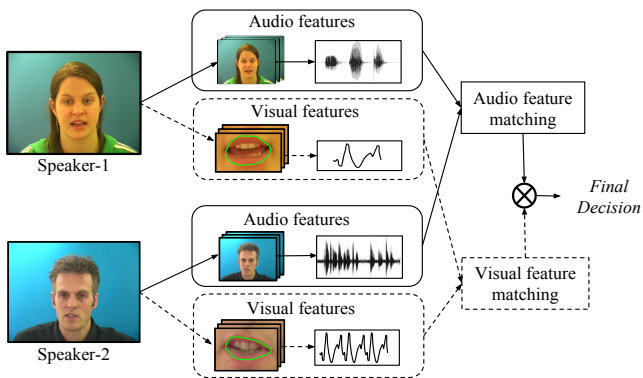 Audio features
Visual features
Speaker-1
Audio feature
matching
Final
Decision
Audio features
Visual feature
matching
Visual features
Speaker-2